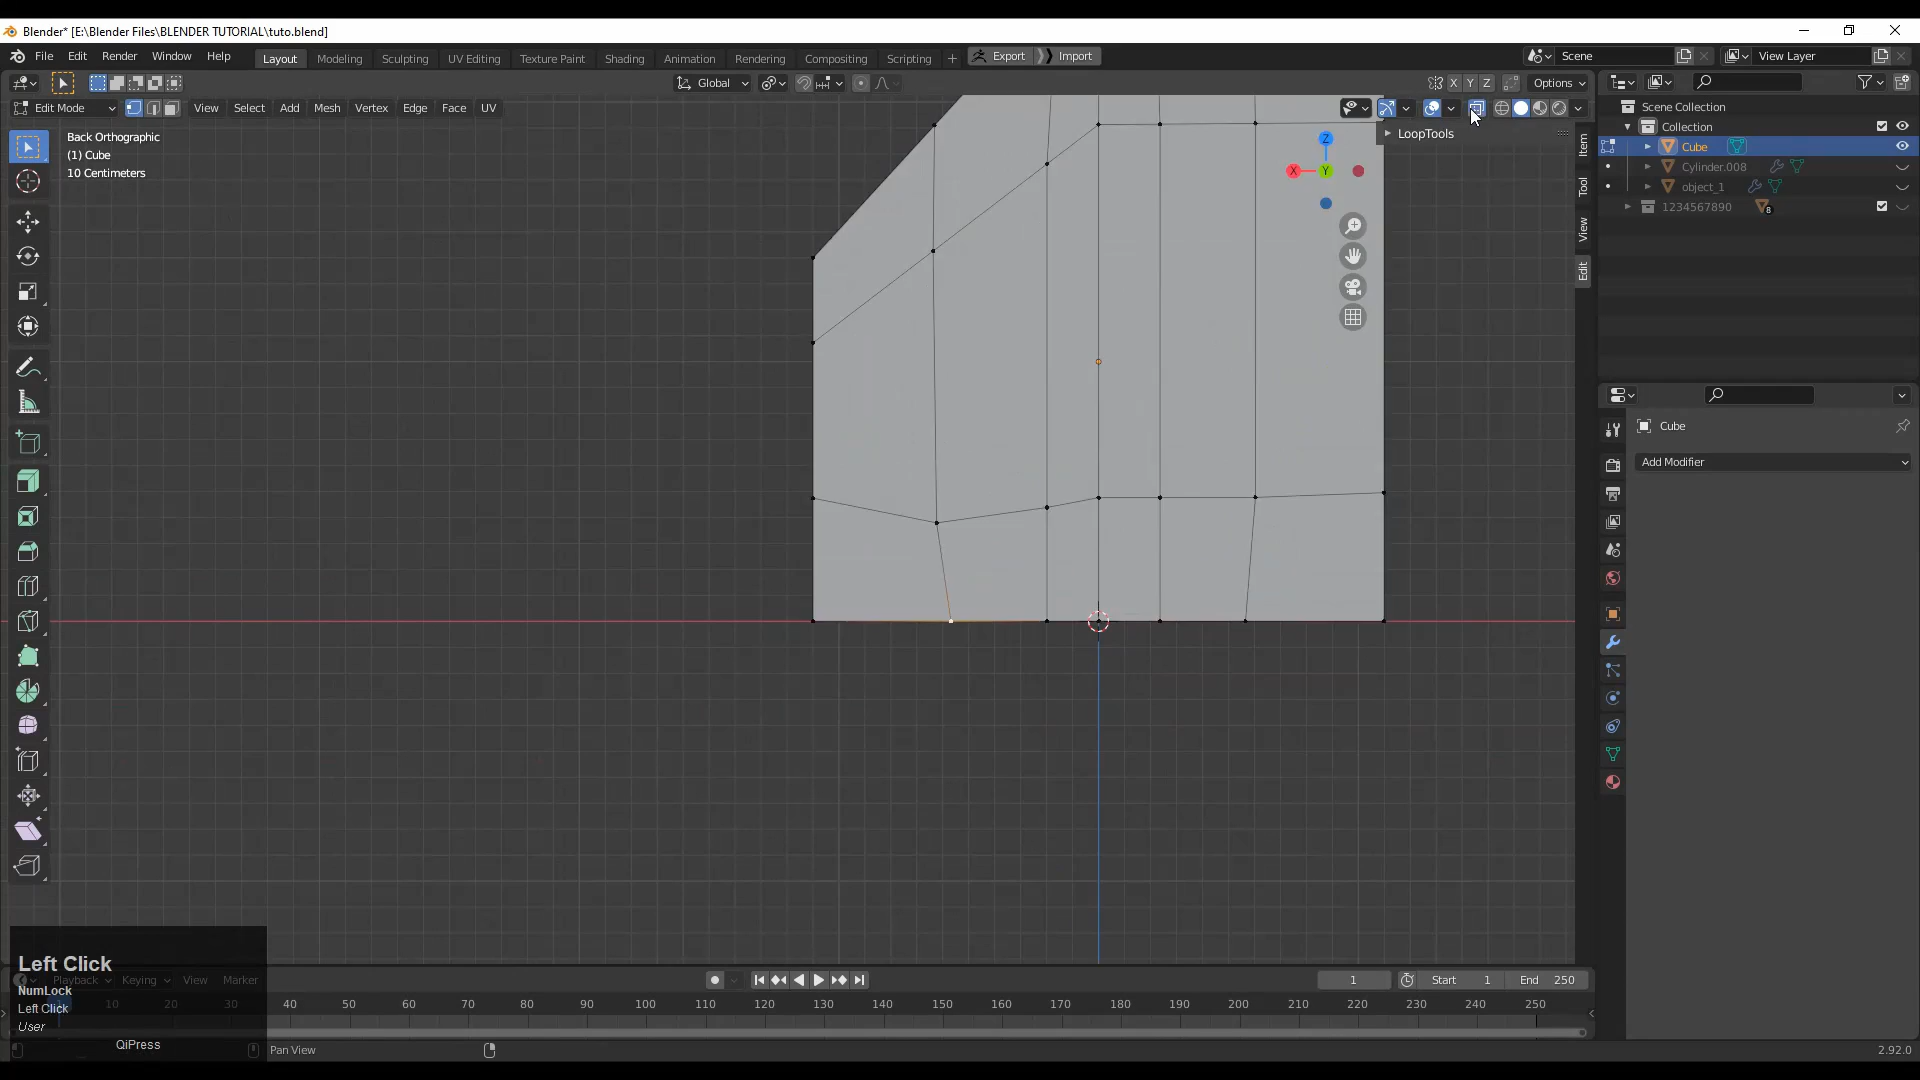 Blender* [E:\Blender Files\BLENDER TUTORIAL\tuto.blend]
File Edit Render Window Help Layout Modeling Sculpting UV Editing Texture Paint Shading Animation Rendering Compositing Scripting + Export Import Scene View Layer
Global X Y Z Options
Edit Mode View Select Add Mesh Vertex Edge Face UV
Back Orthographic
(1) Cube
10 Centimeters
LoopTools
Z
X Y
Item
Tool
View
Edit
Scene Collection
Collection
Cube
Cylinder.008
object_1
1234567890 8
Cube
Add Modifier
Left Click
NumLock
Left Click
User
QiPress
Playback Keying View Marker 1 Start 1 End 250
10 20 30 40 50 60 70 80 90 100 110 120 130 140 150 160 170 180 190 200 210 220 230 240 250
Pan View
2.92.0